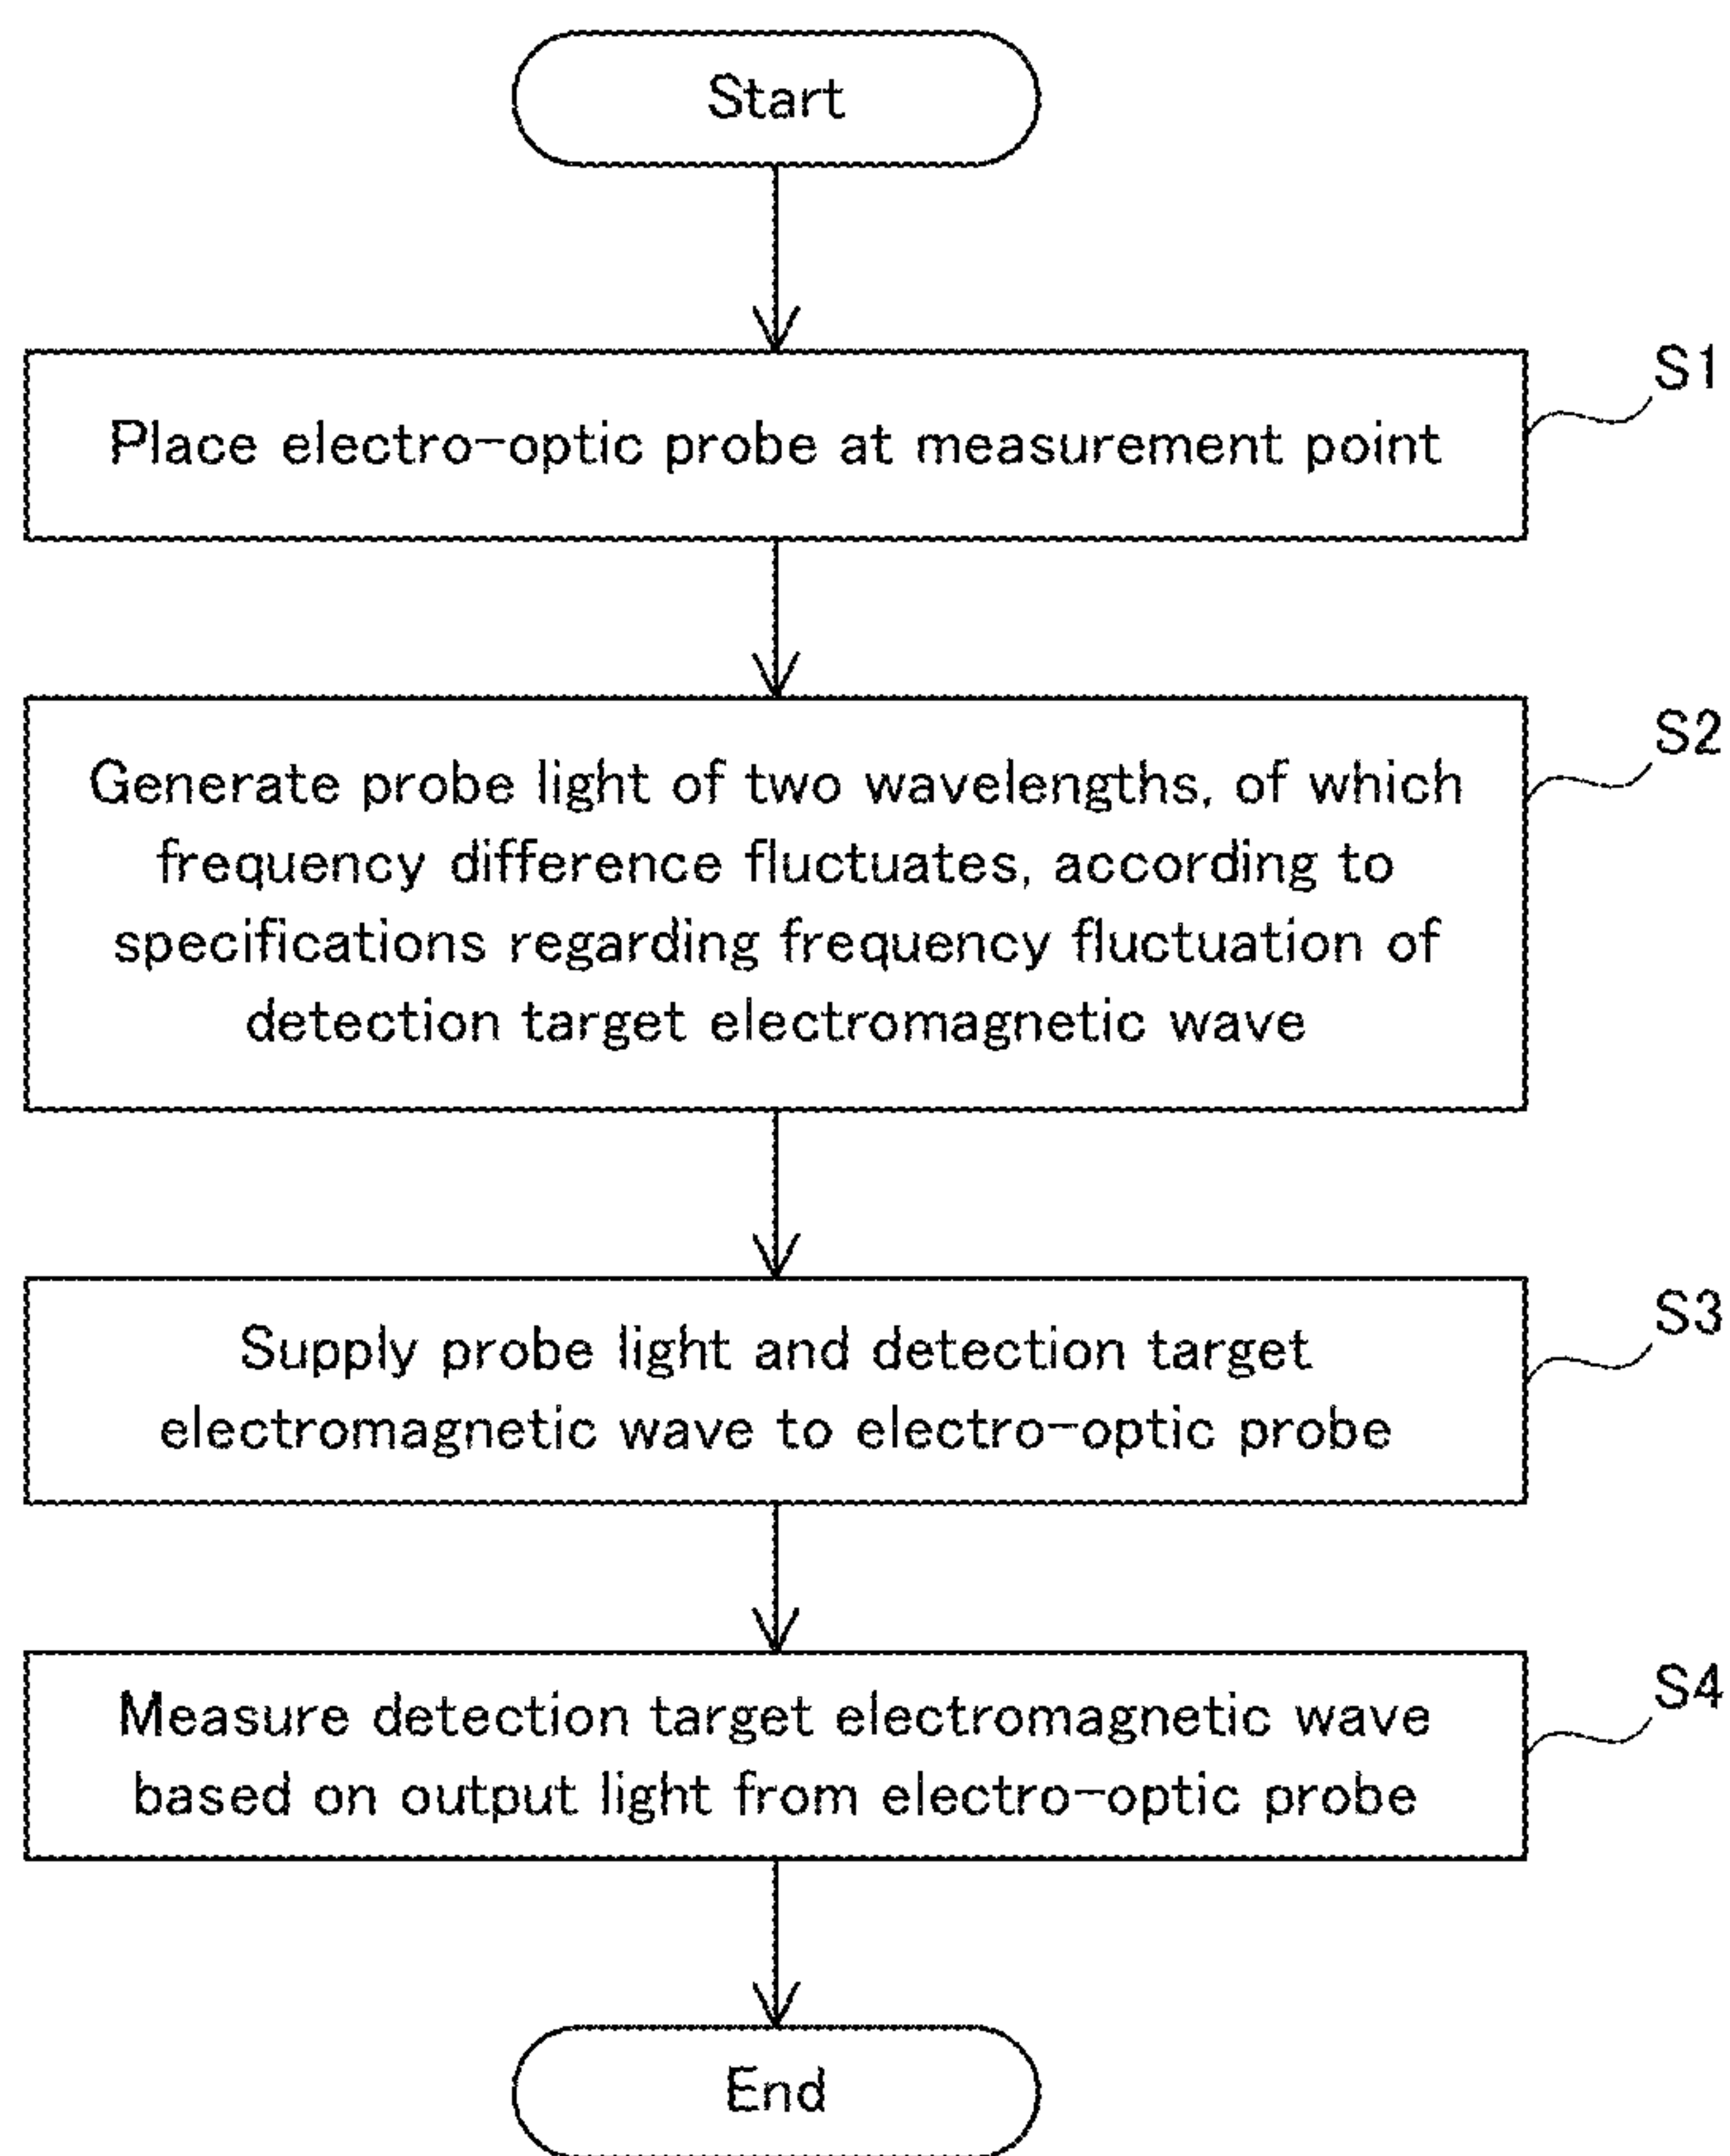 Start
S1
Place electro-optic probe at measurement point
S2
Generate probe light of two wavelengths, of which
frequency difference fluctuates, according to
specifications regarding frequency fluctuation of
detection target electromagnetic wave
S3
Supply probe light and detection target
electromagnetic wave to electro-optic probe
S4
Measure detection target electromagnetic wave
based on output light from electro-optic probe
End